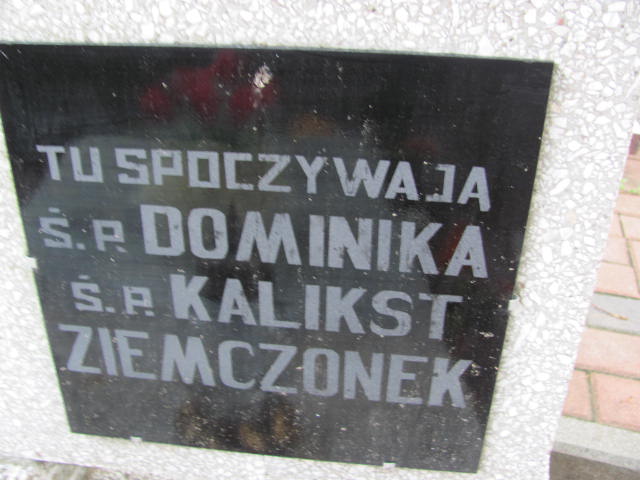 TU SPOCZYWAJĄ
Ś.P. DOMINIKA
Ś.P. KALIKST
ZIEMCZONEK